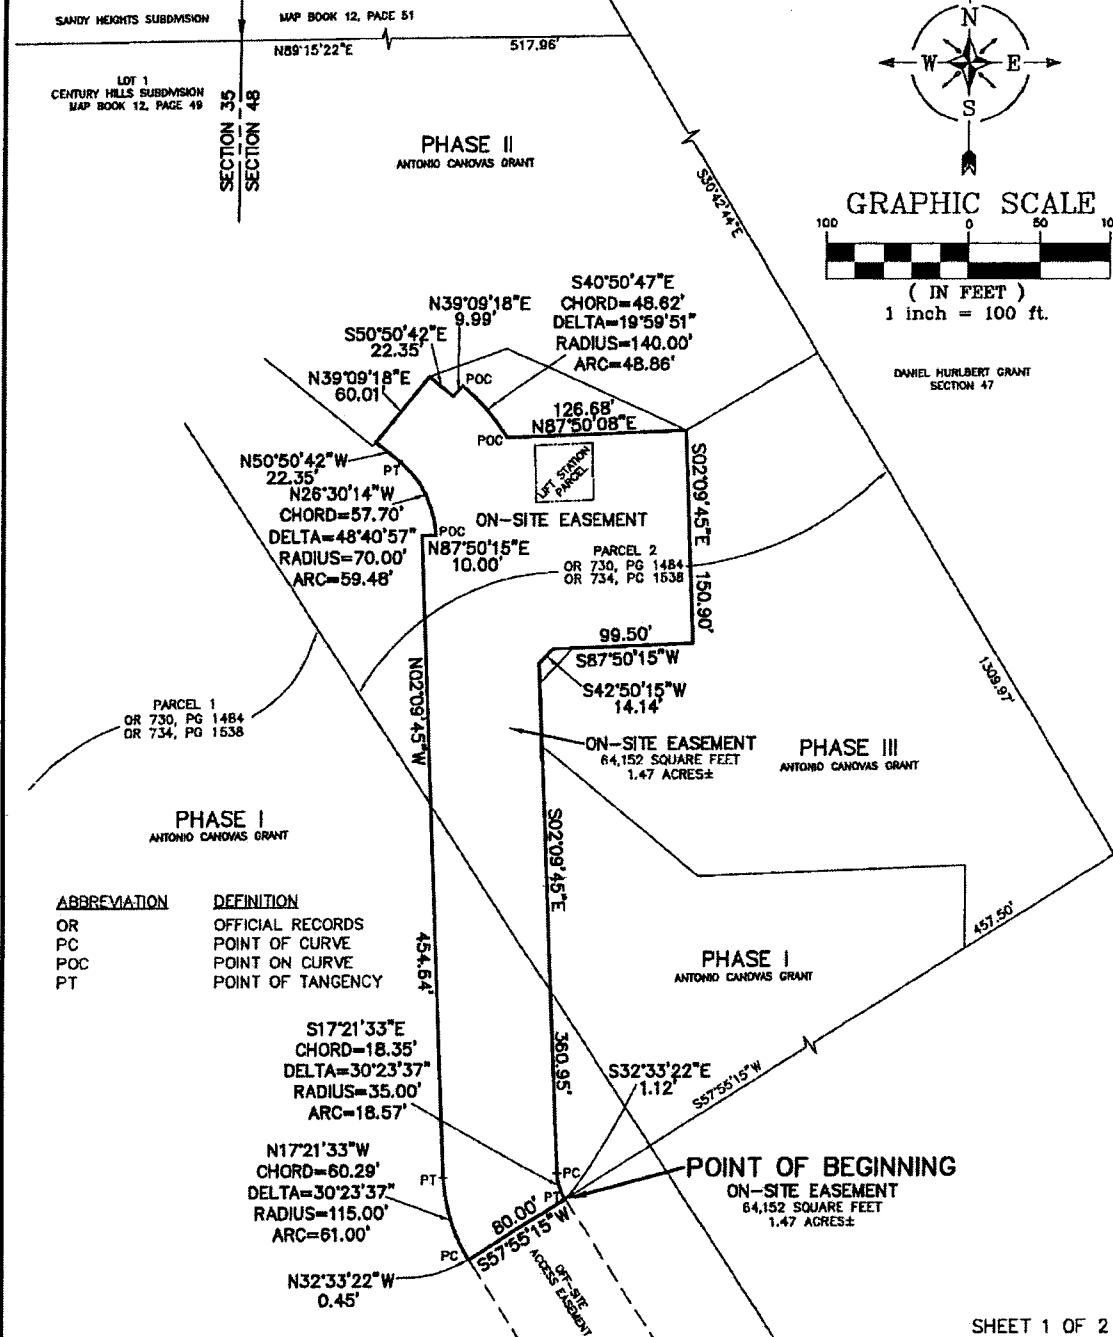 SANDY HEIGHTS SUBDIVISION
MAP BOOK 12, PAGE 51
N89°15'22"E
517.96'
LOT 1
CENTURY HILLS SUBDIVISION
MAP BOOK 12, PAGE 49
SECTION 35
SECTION 48
PHASE II
ANTONIO CANOVAS GRANT
S30°42'44"E
N
W
E
S
GRAPHIC SCALE
100
0
50
10
( IN FEET )
1 inch = 100 ft.
DANIEL HURLBERT GRANT
SECTION 47
S40°50'47"E
CHORD=48.62'
DELTA=19°59'51"
RADIUS=140.00'
ARC=48.86'
N39°09'18"E
9.99'
S50°50'42"E
22.35'
N39°09'18"E
60.01'
POC
126.68'
N87°50'08"E
POC
LIFT STATION
PARCEL
N50°50'42"W
22.35'
PT
N26°30'14"W
CHORD=57.70'
DELTA=48°40'57"
RADIUS=70.00'
ARC=59.48'
POC
N87°50'15"E
10.00'
ON-SITE EASEMENT
PARCEL 2
OR 730, PG 1484
OR 734, PG 1538
S02°09'45"E
150.90'
99.50'
S87°50'15"W
S42°50'15"W
14.14'
N02°09'45"W
454.64'
PARCEL 1
OR 730, PG 1484
OR 734, PG 1538
ON-SITE EASEMENT
64,152 SQUARE FEET
1.47 ACRES±
PHASE III
ANTONIO CANOVAS GRANT
1309.97'
PHASE I
ANTONIO CANOVAS GRANT
S02°09'45"E
360.95'
ABBREVIATION DEFINITION
OR OFFICIAL RECORDS
PC POINT OF CURVE
POC POINT ON CURVE
PT POINT OF TANGENCY
PHASE I
ANTONIO CANOVAS GRANT
457.50'
S57°55'15"W
S17°21'33"E
CHORD=18.35'
DELTA=30°23'37"
RADIUS=35.00'
ARC=18.57'
S32°33'22"E
1.12'
N17°21'33"W
CHORD=60.29'
DELTA=30°23'37"
RADIUS=115.00'
ARC=61.00'
PT
PC
PT
POINT OF BEGINNING
ON-SITE EASEMENT
64,152 SQUARE FEET
1.47 ACRES±
80.00'
S57°55'15"W
PC
N32°33'22"W
0.45'
OFF-SITE
ACCESS EASEMENT
SHEET 1 OF 2